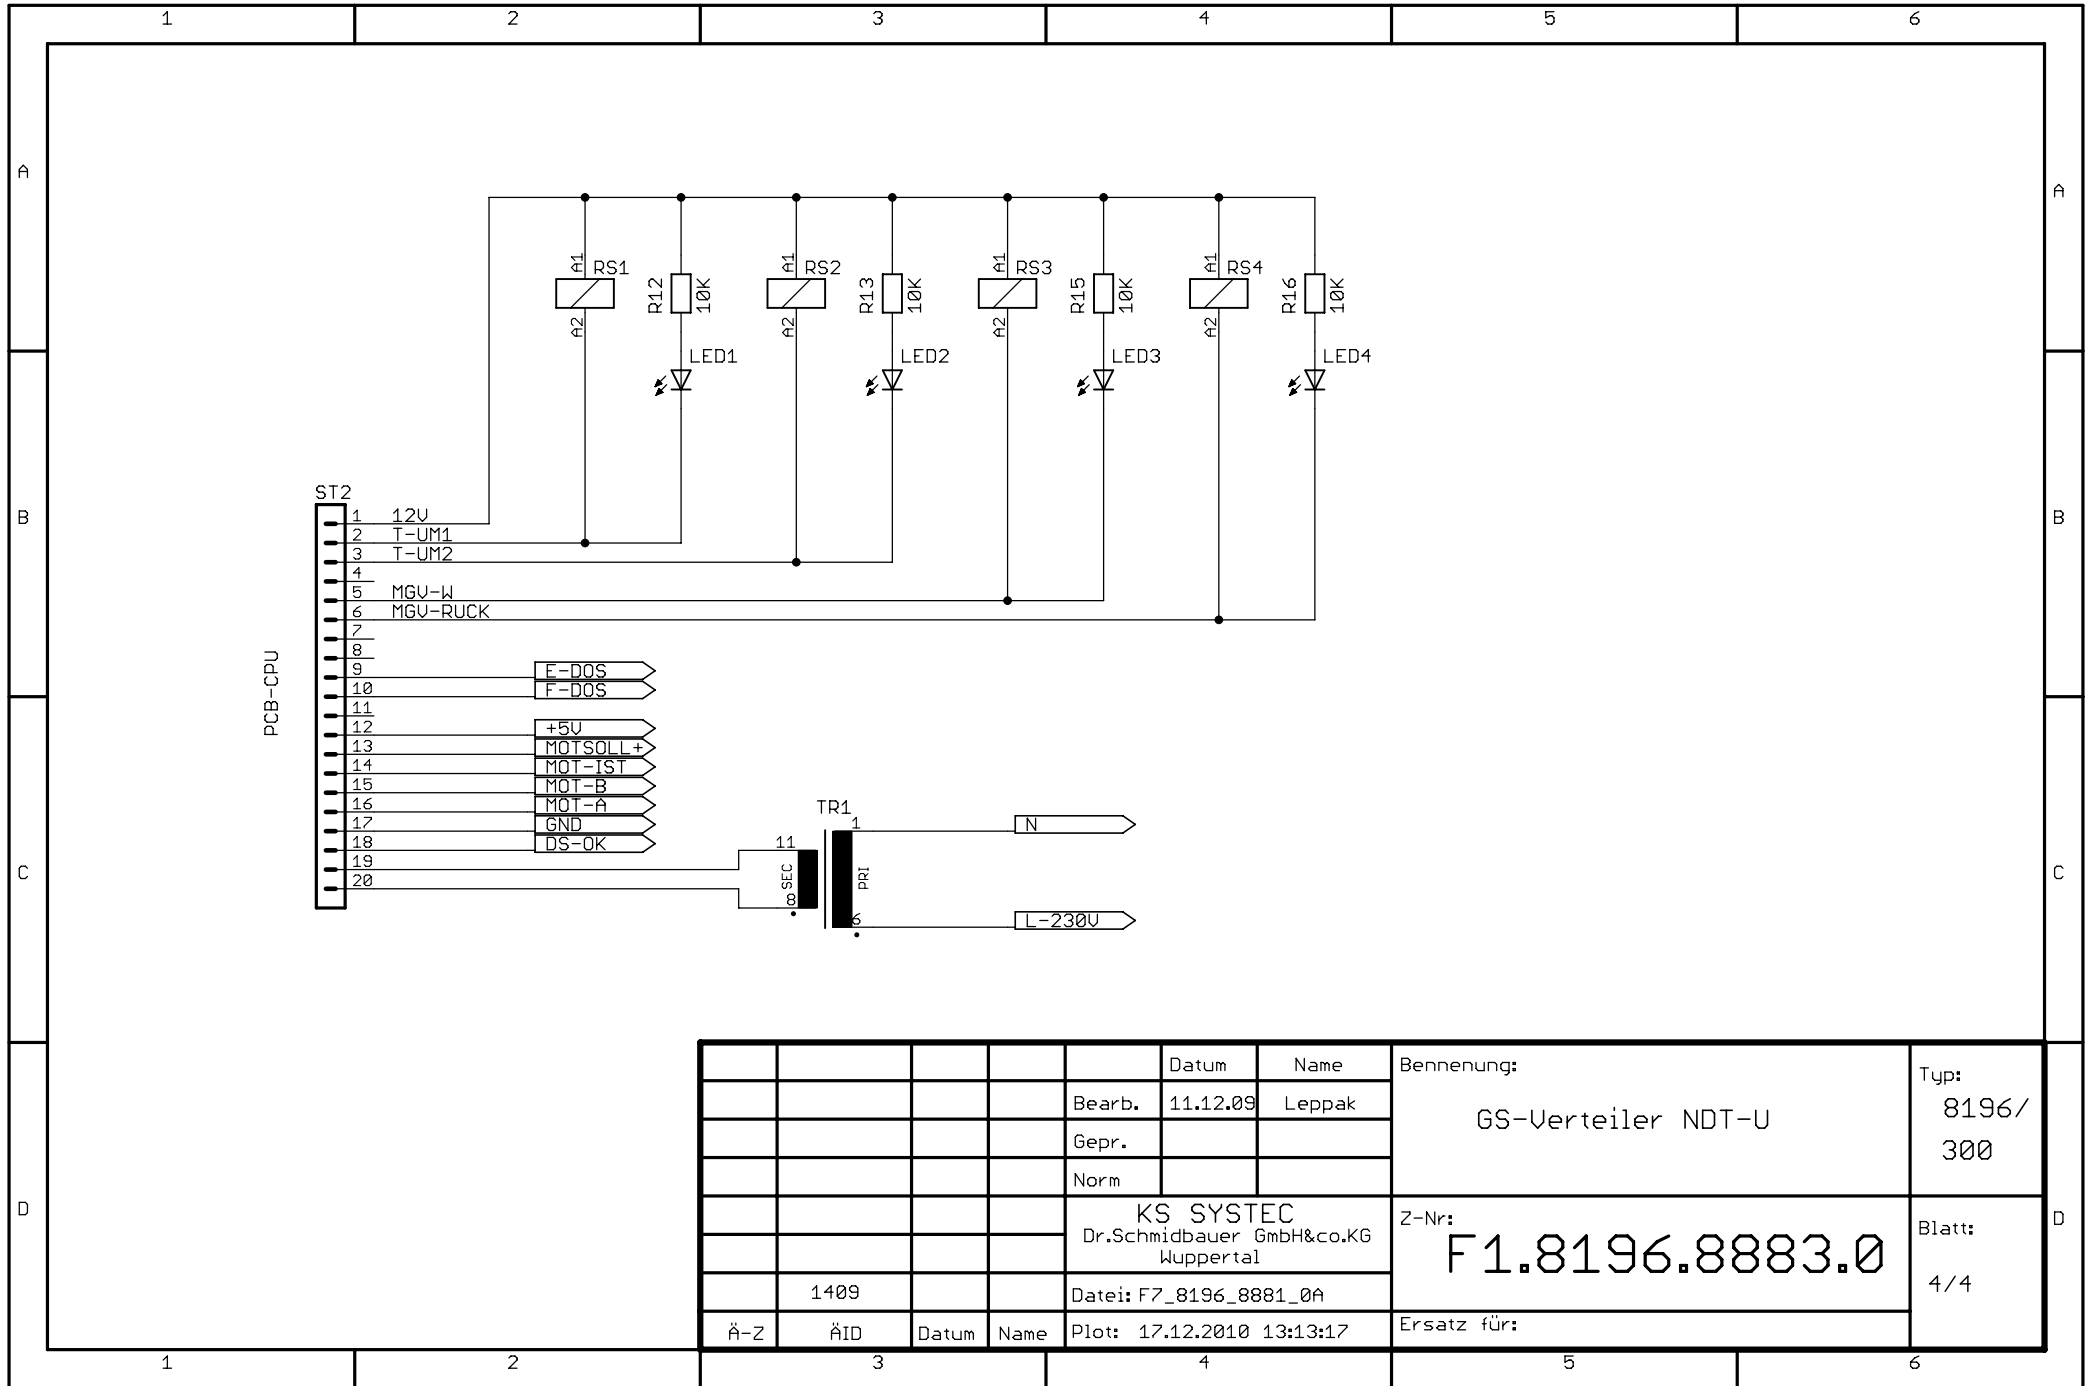 1 2 3 4 5 6
A A
A1 RS1 A1 RS2 A1 RS3 A1 RS4
R12 10K R13 10K R15 10K R16 10K
A2 A2 A2 A2
LED1 LED2 LED3 LED4
ST2
B B
1 12V
2 T-UM1
3 T-UM2
4
5 MGV-W
6 MGV-RUCK
7
8
9 E-DOS
10 F-DOS
11
12 +5V
13 MOTSOLL+
14 MOT-IST
15 MOT-B
16 MOT-A
17 GND
18 DS-OK
19
20
PCB-CPU
TR1
1 N
11
SEC PRI
8
6 L-230V
C C
Datum Name Bennenung: Typ:
Bearb. 11.12.09 Leppak GS-Verteiler NDT-U 8196/
Gepr. 300
Norm
D D
KS SYSTEC Z-Nr: Blatt:
Dr.Schmidbauer GmbH&co.KG F1.8196.8883.0
Wuppertal
1409 Datei: F7_8196_8881_0A 4/4
Ä-Z ÄID Datum Name Plot: 17.12.2010 13:13:17 Ersatz für:
1 2 3 4 5 6